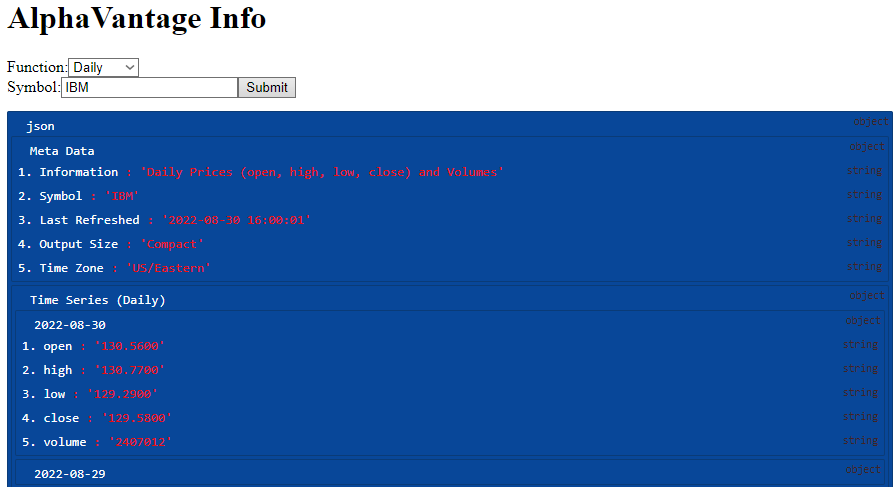 AlphaVantage Info
Function: Daily
Symbol: IBM Submit
json object
Meta Data object
1. Information : 'Daily Prices (open, high, low, close) and Volumes' string
2. Symbol : 'IBM' string
3. Last Refreshed : '2022-08-30 16:00:01' string
4. Output Size : 'Compact' string
5. Time Zone : 'US/Eastern' string
Time Series (Daily) object
2022-08-30 object
1. open : '130.5600' string
2. high : '130.7700' string
3. low : '129.2900' string
4. close : '129.5800' string
5. volume : '2407012' string
2022-08-29 object